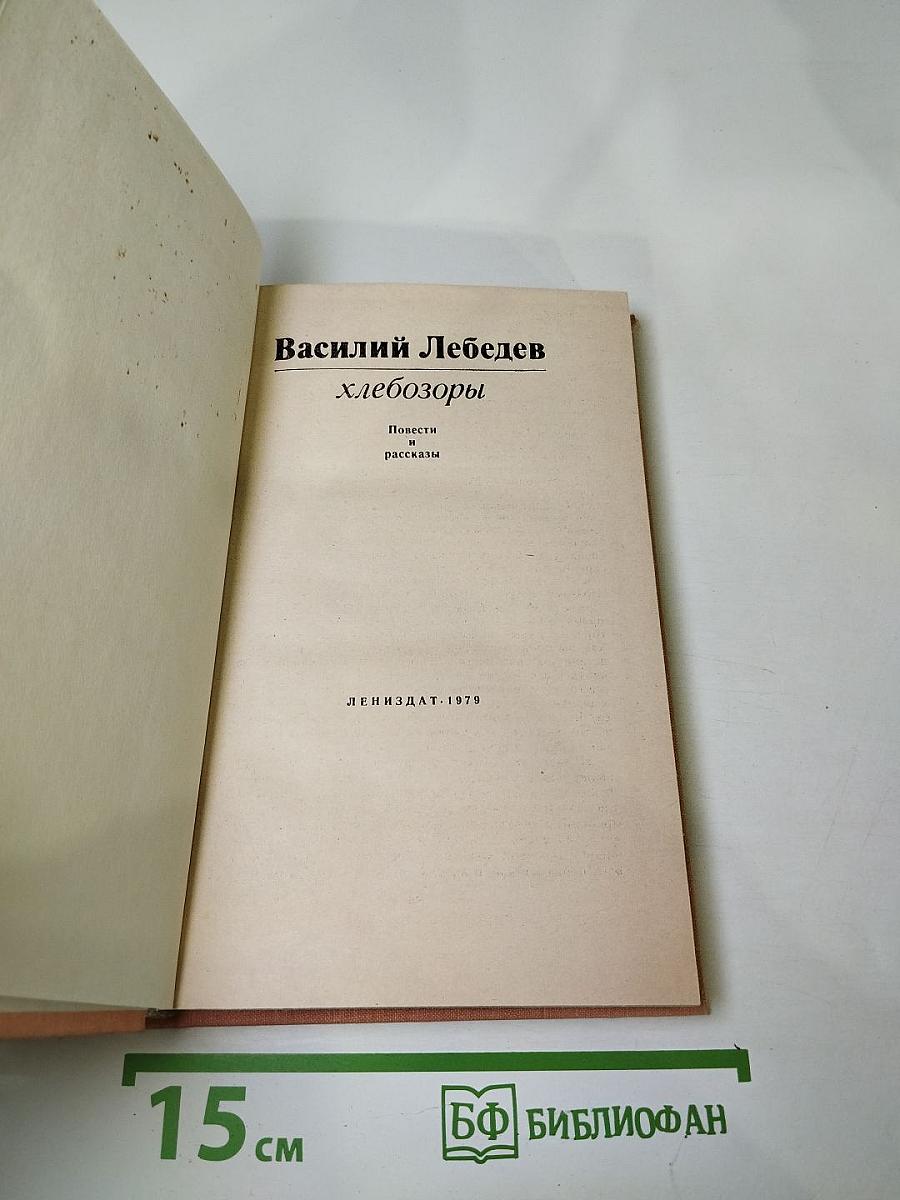 Василий Лебедев
хлебозоры
Повести
и
рассказы
ЛЕНИЗДАТ·1979
15 см
БФ БИБЛИОФАН